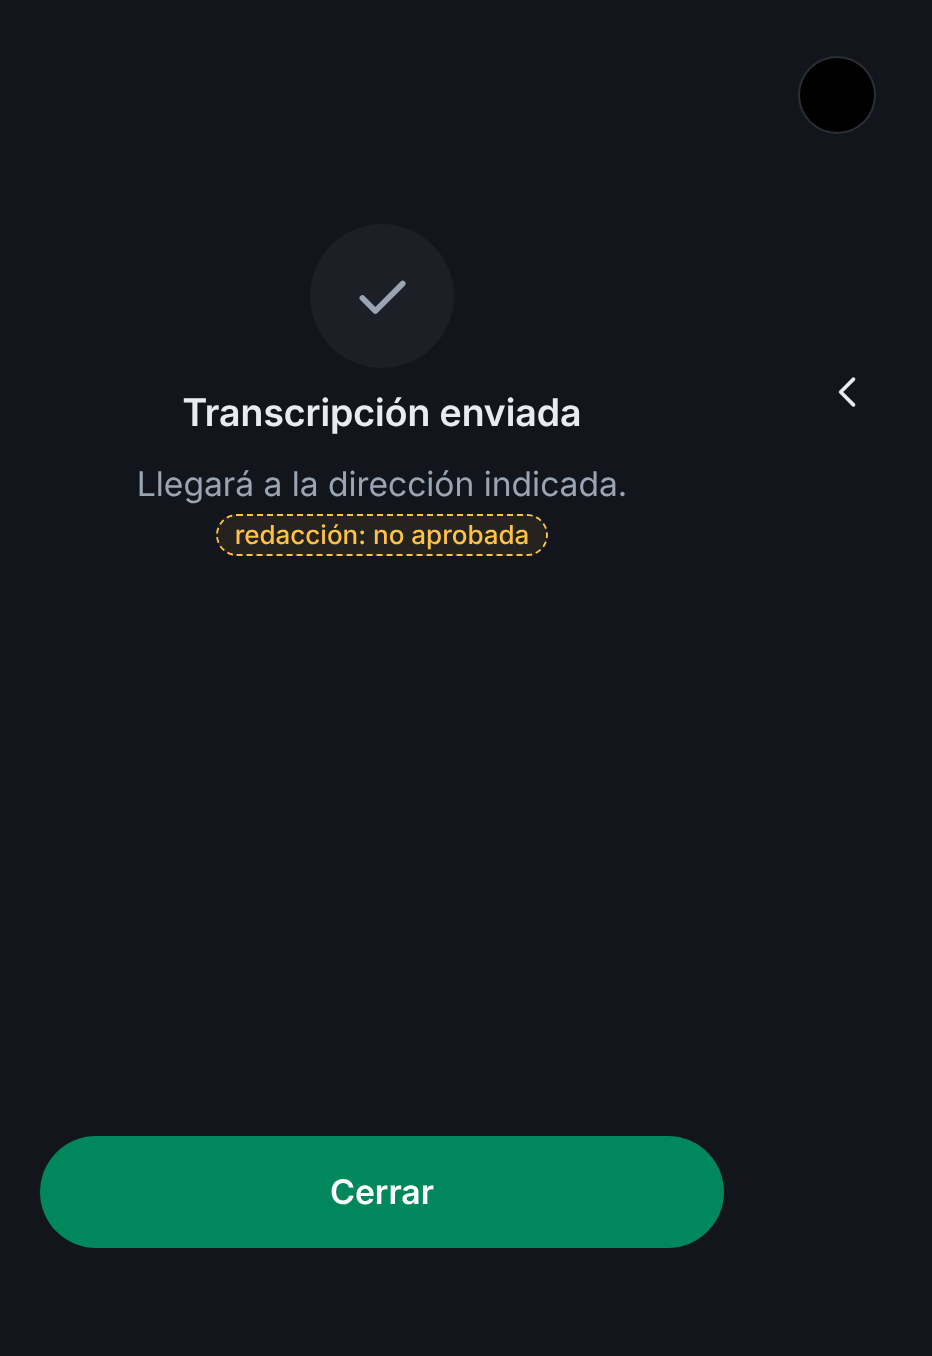 Transcripción enviada
Llegará a la dirección indicada.
redacción: no aprobada
Cerrar